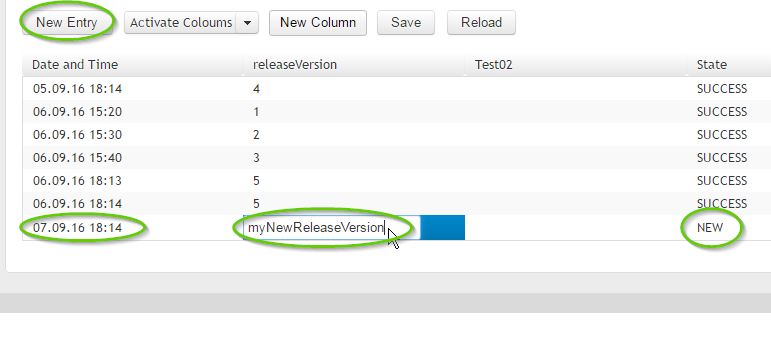 New Entry Activate Coloums New Column Save Reload
Date and Time releaseVersion Test02 State
05.09.16 18:14 4 SUCCESS
06.09.16 15:20 1 SUCCESS
06.09.16 15:30 2 SUCCESS
06.09.16 15:40 3 SUCCESS
06.09.16 18:13 5 SUCCESS
06.09.16 18:14 5 SUCCESS
07.09.16 18:14 myNewReleaseVersion NEW